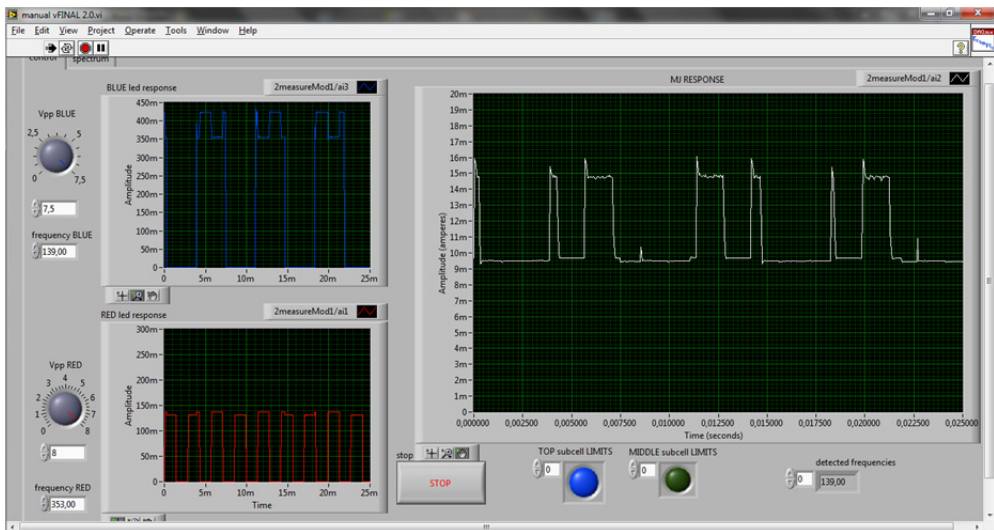 manual vFINAL 2.0.vi
File Edit View Project Operate Tools Window Help
control spectrum
Vpp BLUE
2,5 5
0 7,5
7,5
frequency BLUE
139,00
BLUE led response 2measureMod1/ai3
Amplitude
450m
400m
350m
300m
250m
200m
150m
100m
50m
0
0 5m 10m 15m 20m 25m
Vpp RED
0 1 2 3 4 5 6 7 8
8
frequency RED
353,00
RED led response 2measureMod1/ai1
Amplitude
300m
250m
200m
150m
100m
50m
0
0 5m 10m 15m 20m 25m
Time
MJ RESPONSE 2measureMod1/ai2
Amplitude (amperes)
20m
19m
18m
17m
16m
15m
14m
13m
12m
11m
10m
9m
8m
7m
6m
5m
4m
3m
2m
1m
0
0,000000 0,002500 0,005000 0,007500 0,010000 0,012500 0,015000 0,017500 0,020000 0,022500 0,025000
Time (seconds)
stop
STOP
TOP subcell LIMITS
0
MIDDLE subcell LIMITS
0
detected frequencies
0 139,00